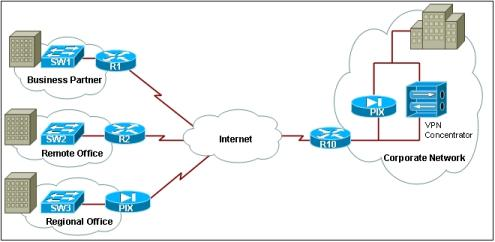 SW1
R1
Business Partner
SW2
R2
Remote Office
SW3
PIX
Regional Office
Internet
R10
PIX
VPN
Concentrator
Corporate Network